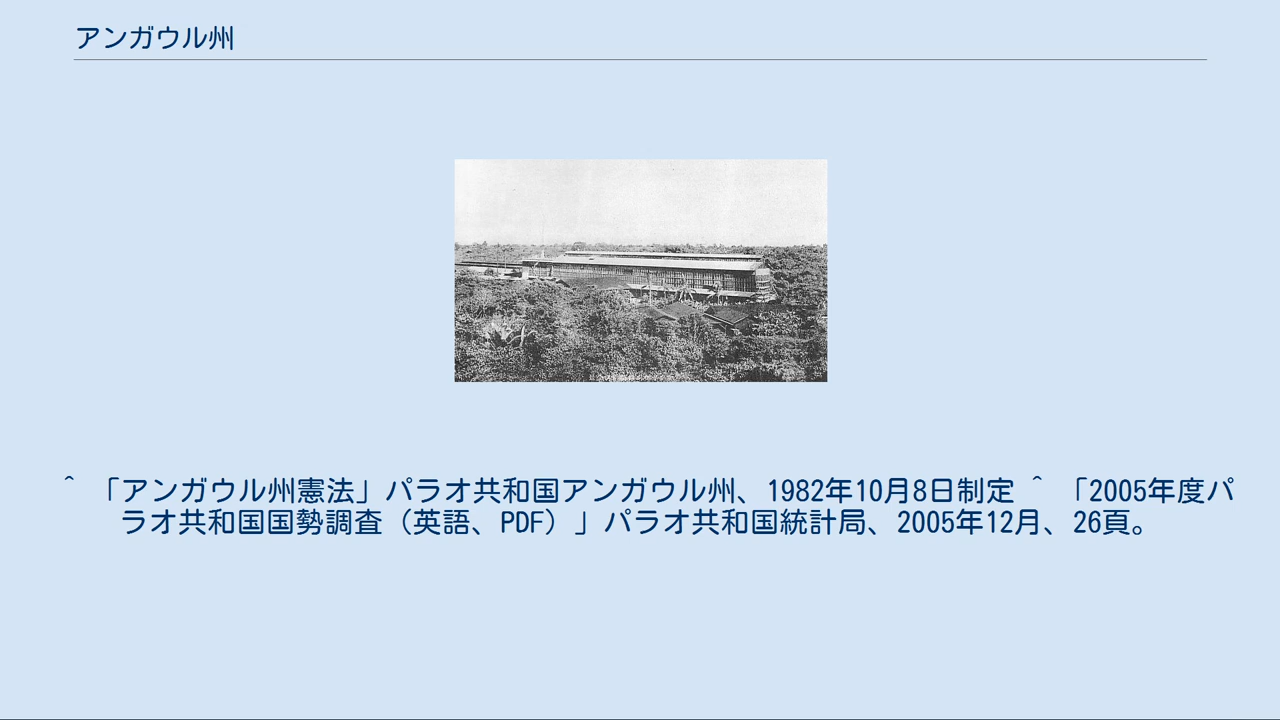 アンガウル州
^ 「アンガウル州憲法」パラオ共和国アンガウル州、1982年10月8日制定 ^ 「2005年度パ
ラオ共和国国勢調査（英語、PDF）」パラオ共和国統計局、2005年12月、26頁。